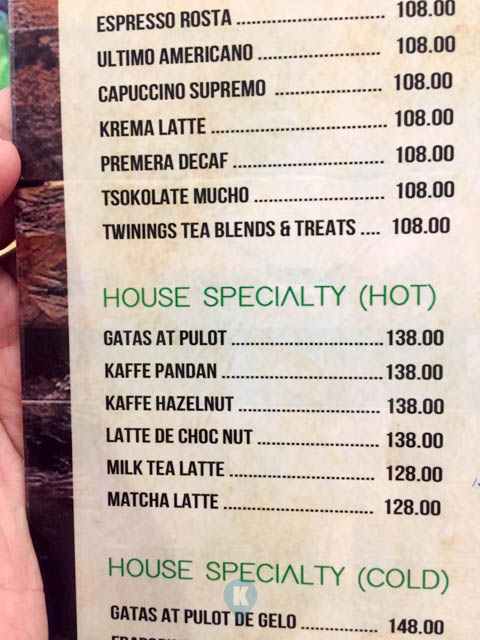 ESPRESSO ROSTA ................................ 108.00
ULTIMO AMERICANO .......................... 108.00
CAPUCCINO SUPREMO ....................... 108.00
KREMA LATTE ..................................... 108.00
PREMERA DECAF ................................ 108.00
TSOKOLATE MUCHO ........................... 108.00
TWININGS TEA BLENDS & TREATS .... 108.00
HOUSE SPECIALTY (HOT)
GATAS AT PULOT ................................ 138.00
KAFFE PANDAN .................................. 138.00
KAFFE HAZELNUT .............................. 138.00
LATTE DE CHOC NUT .......................... 138.00
MILK TEA LATTE ............................... 128.00
MATCHA LATTE ................................ 128.00
HOUSE SPECIALTY (COLD)
K
GATAS AT PULOT DE GELO ................ 148.00